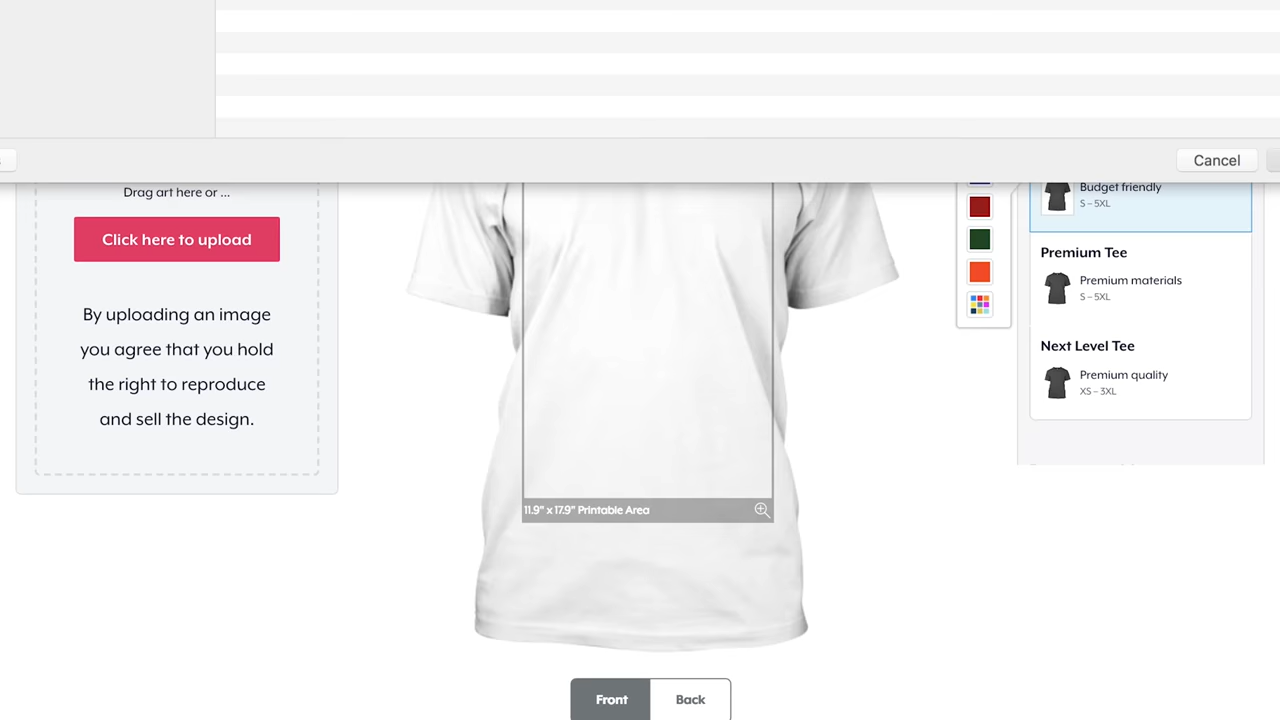 Cancel
Drag art here or ...
Click here to upload
By uploading an image
you agree that you hold
the right to reproduce
and sell the design.
11.9" x 17.9" Printable Area
Front
Back
Budget friendly
S – 5XL
Premium Tee
Premium materials
S – 5XL
Next Level Tee
Premium quality
XS – 3XL